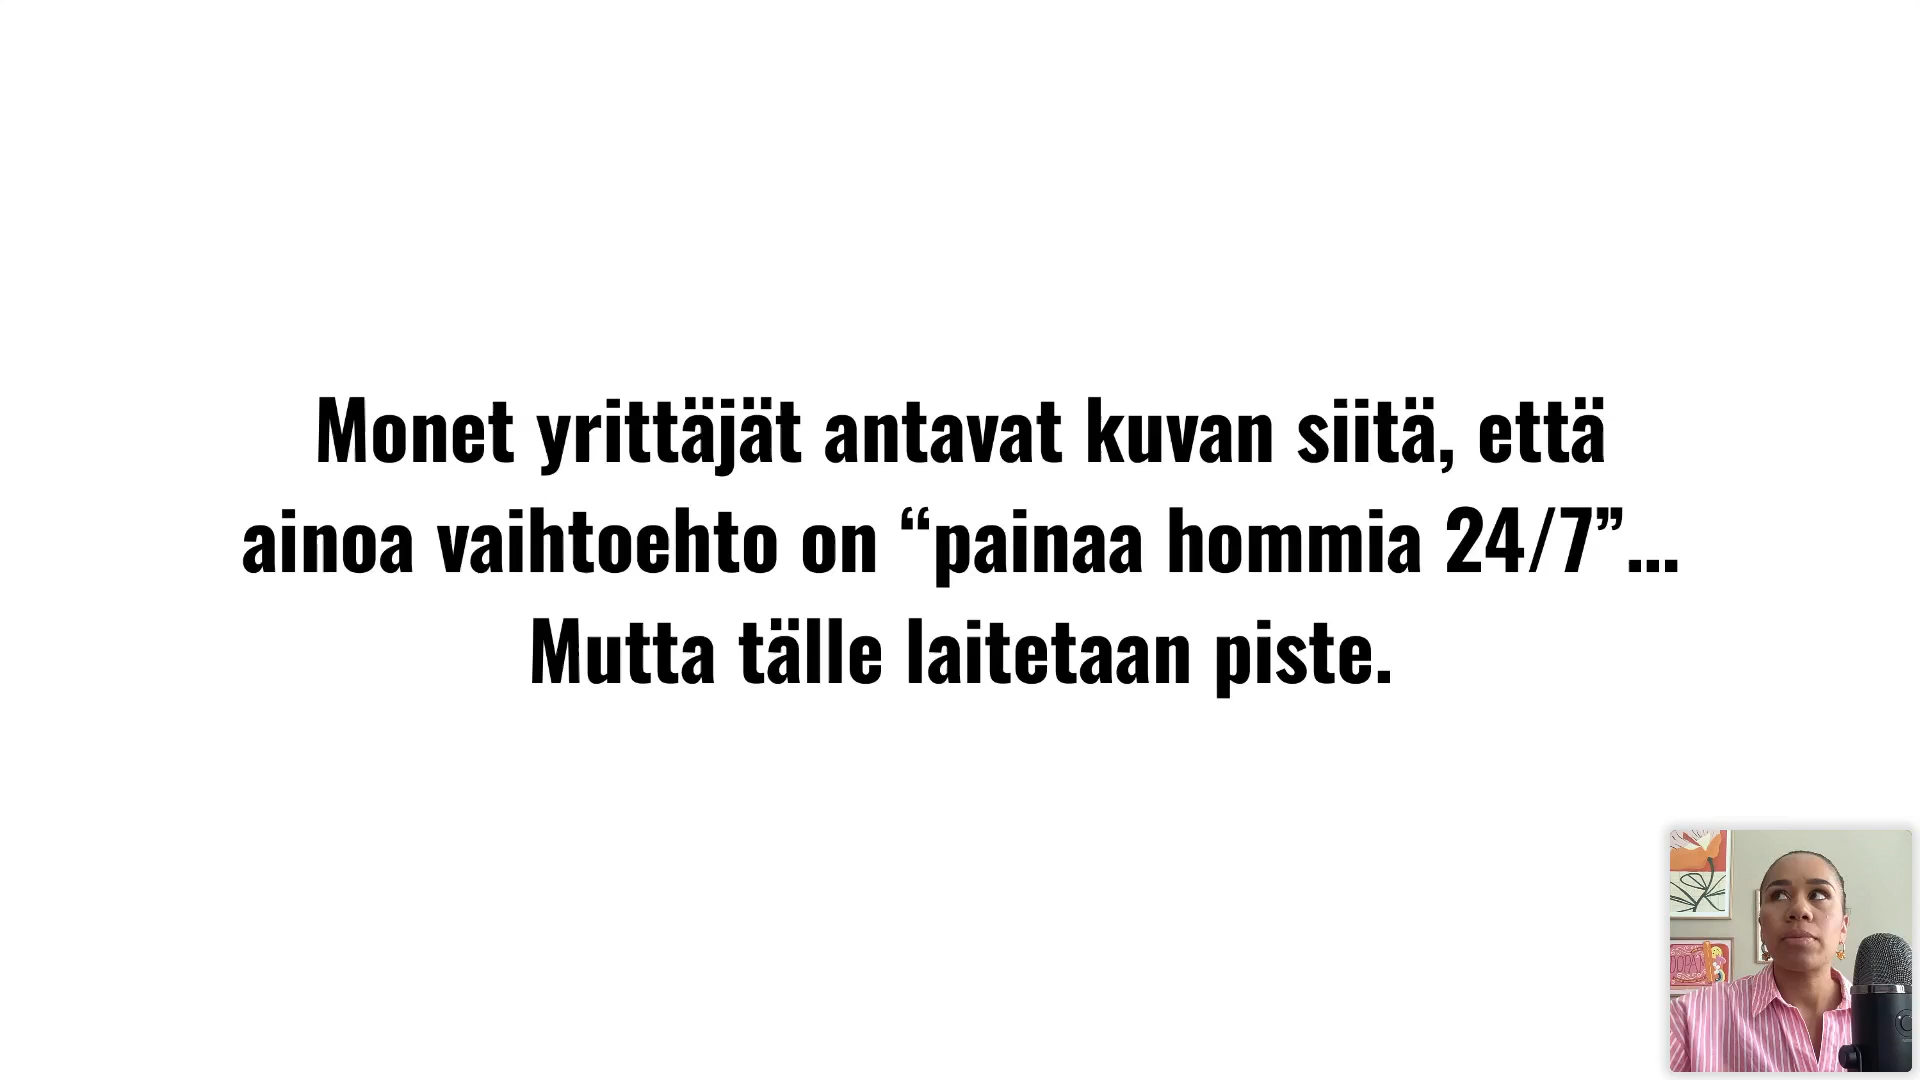 Monet yrittäjät antavat kuvan siitä, että
ainoa vaihtoehto on “painaa hommia 24/7”...
Mutta tälle laitetaan piste.